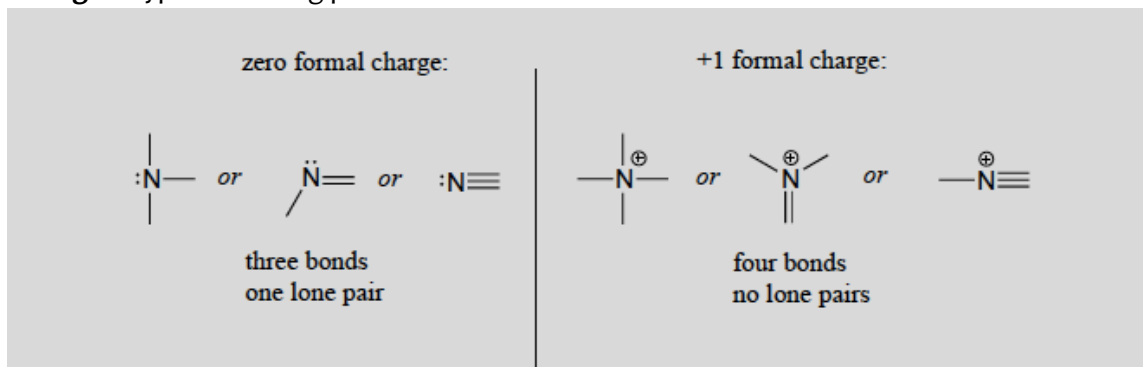 zero formal charge:
+1 formal charge:
:N or N̈ or :N
N⊕ or N⊕ or N⊕
three bonds
one lone pair
four bonds
no lone pairs